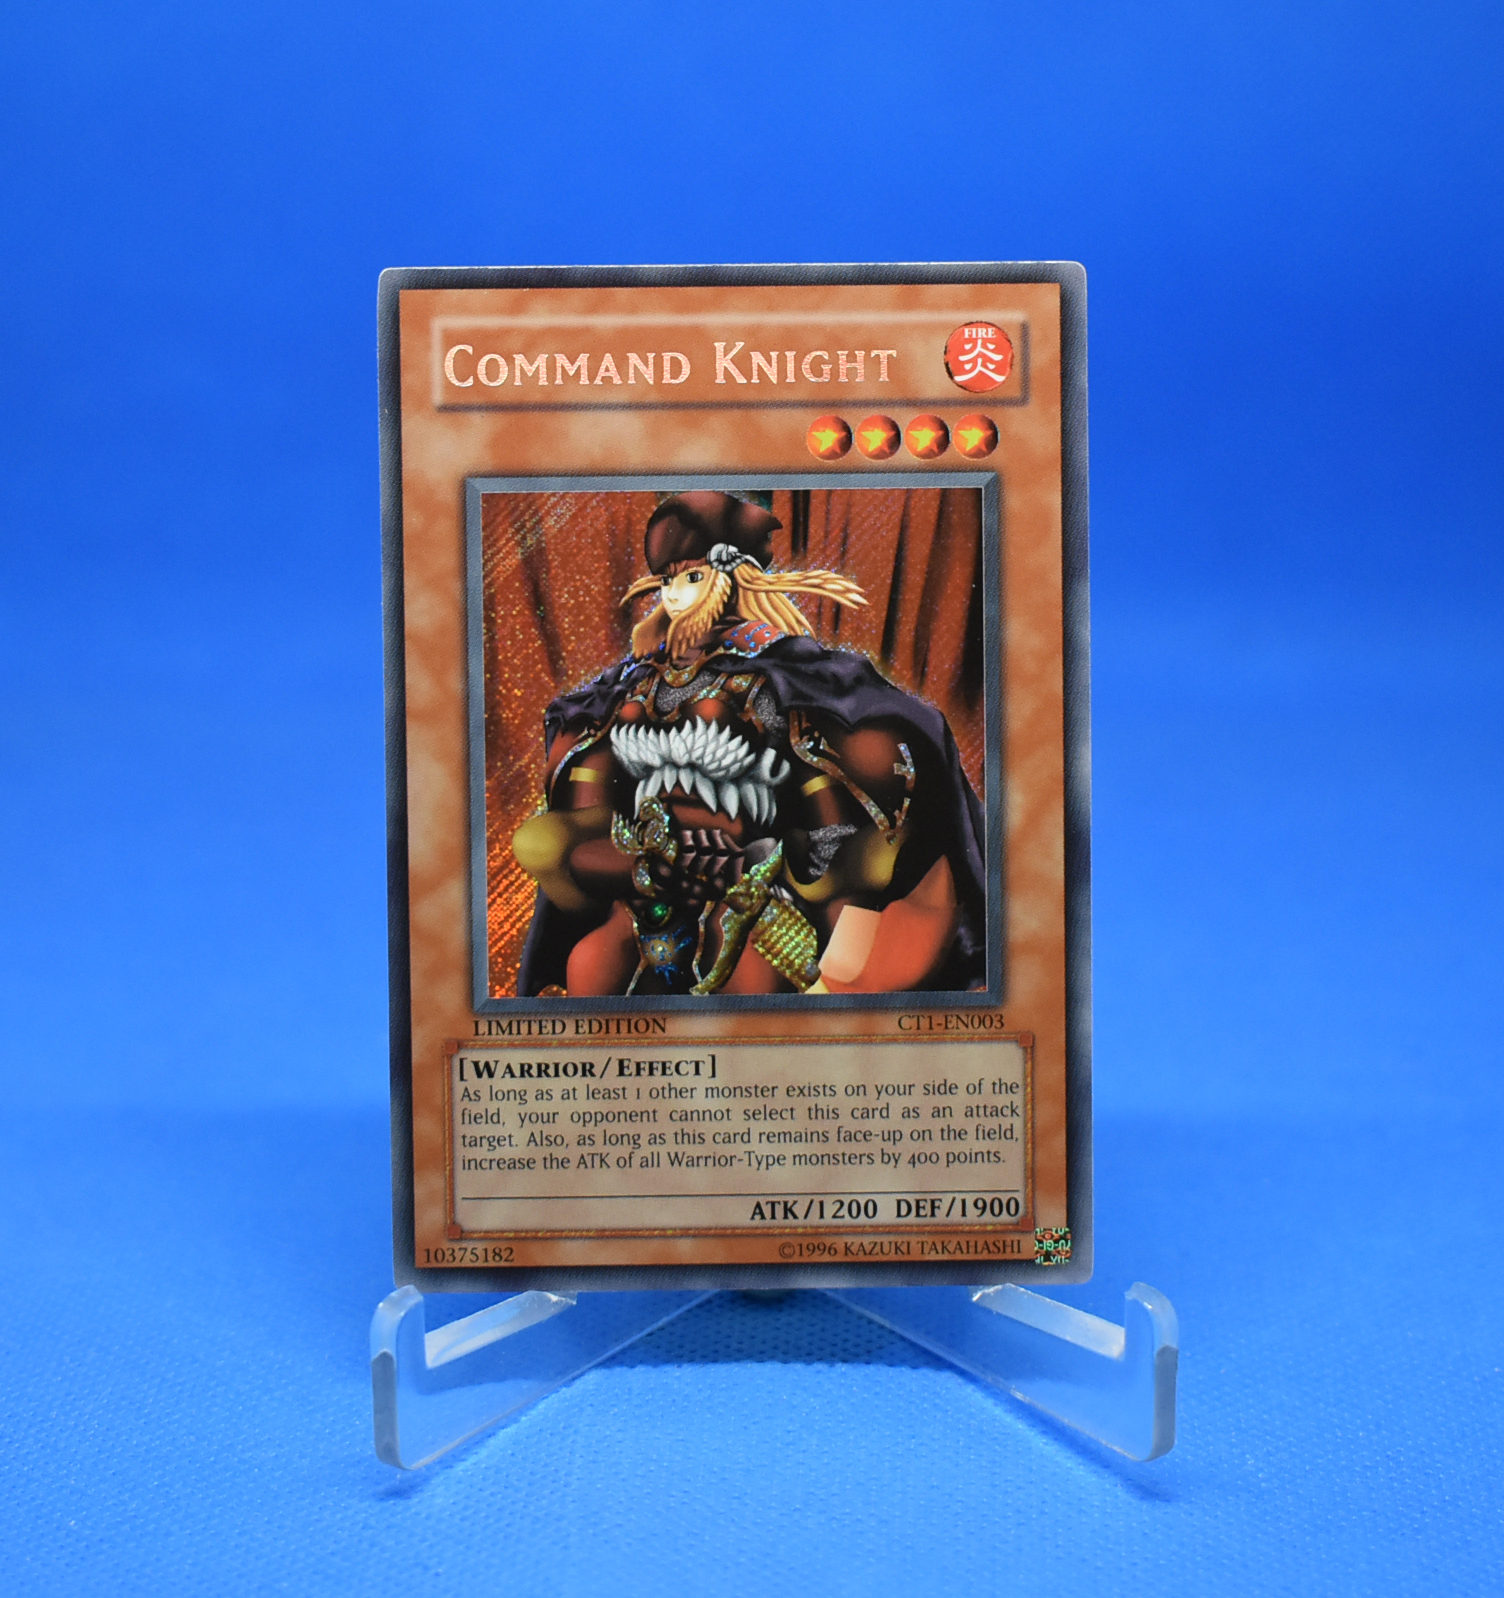 COMMAND KNIGHT
FIRE
炎
LIMITED EDITION
CT1-EN003
[WARRIOR/EFFECT]
As long as at least 1 other monster exists on your side of the
field, your opponent cannot select this card as an attack
target. Also, as long as this card remains face-up on the field,
increase the ATK of all Warrior-Type monsters by 400 points.
ATK/1200 DEF/1900
10375182
©1996 KAZUKI TAKAHASHI